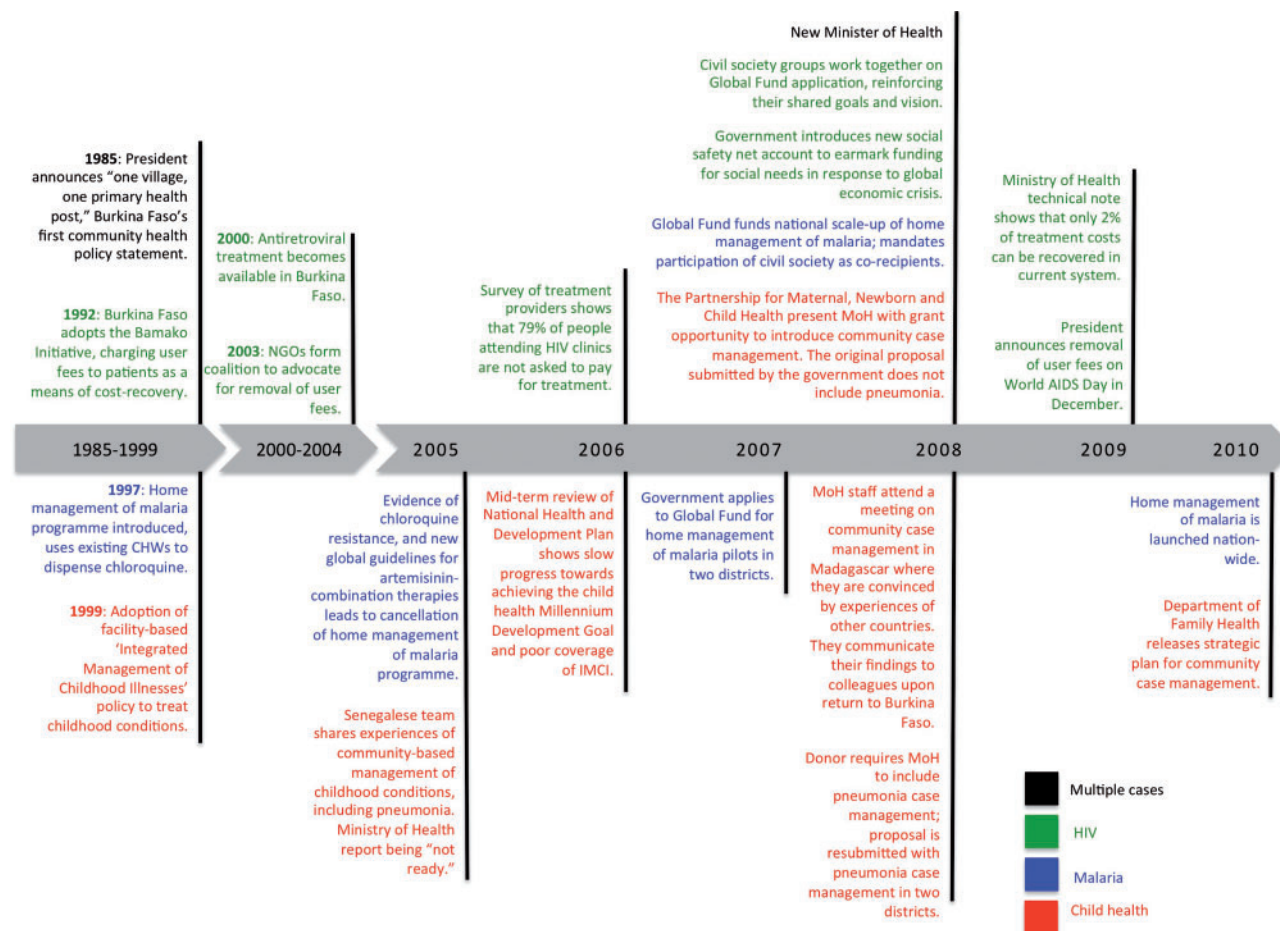 1985: President
announces “one village,
one primary health
post,” Burkina Faso’s
first community health
policy statement.
1992: Burkina Faso
adopts the Bamako
Initiative, charging user
fees to patients as a
means of cost-recovery.
2000: Antiretroviral
treatment becomes
available in Burkina
Faso.
2003: NGOs form
coalition to advocate
for removal of user
fees.
Survey of treatment
providers shows
that 79% of people
attending HIV clinics
are not asked to pay
for treatment.
New Minister of Health
Civil society groups work together on
Global Fund application, reinforcing
their shared goals and vision.
Government introduces new social
safety net account to earmark funding
for social needs in response to global
economic crisis.
Global Fund funds national scale-up of home
management of malaria; mandates
participation of civil society as co-recipients.
The Partnership for Maternal, Newborn and
Child Health present MoH with grant
opportunity to introduce community case
management. The original proposal
submitted by the government does not
include pneumonia.
Ministry of Health
technical note
shows that only 2%
of treatment costs
can be recovered in
current system.
President
announces removal
of user fees on
World AIDS Day in
December.
1985-1999
2000-2004
2005
2006
2007
2008
2009
2010
1997: Home
management of malaria
programme introduced,
uses existing CHWs to
dispense chloroquine.
1999: Adoption of
facility-based
‘Integrated
Management of
Childhood Illnesses’
policy to treat
childhood conditions.
Evidence of
chloroquine
resistance, and new
global guidelines for
artemisinin-
combination therapies
leads to cancellation
of home management
of malaria
programme.
Senegalese team
shares experiences of
community-based
management of
childhood conditions,
including pneumonia.
Ministry of Health
report being “not
ready.”
Mid-term review of
National Health and
Development Plan
shows slow
progress towards
achieving the child
health Millennium
Development Goal
and poor coverage
of IMCI.
Government applies
to Global Fund for
home management
of malaria pilots in
two districts.
MoH staff attend a
meeting on
community case
management in
Madagascar where
they are convinced
by experiences of
other countries.
They communicate
their findings to
colleagues upon
return to Burkina
Faso.
Donor requires MoH
to include
pneumonia case
management;
proposal is
resubmitted with
pneumonia case
management in two
districts.
Home management
of malaria is
launched nation-
wide.
Department of
Family Health
releases strategic
plan for community
case management.
Multiple cases
HIV
Malaria
Child health